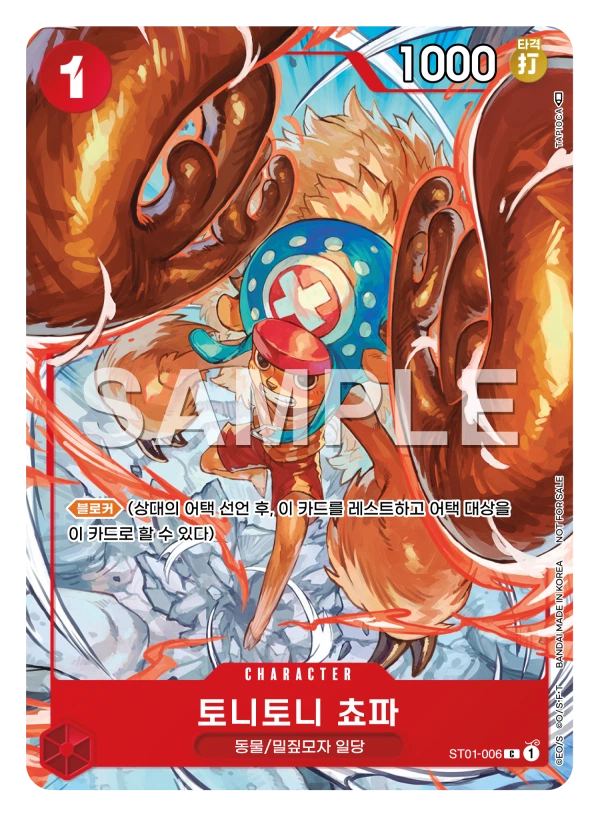 1
1000
타격
打
TAPIOCA
SAMPLE
블로커 (상대의 어택 선언 후, 이 카드를 레스트하고 어택 대상을
이 카드로 할 수 있다)
©EO/S ©O/S·F·T BANDAI MADE IN KOREA NOT FOR SALE
CHARACTER
토니토니 쵸파
동물/밀짚모자 일당
ST01-006 C 1